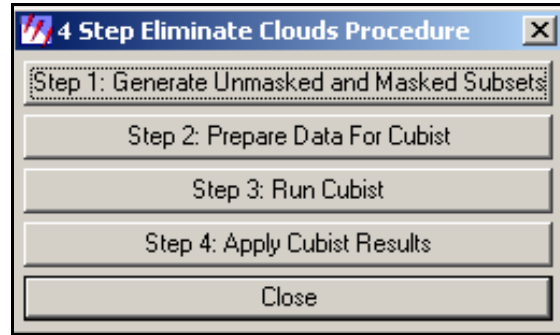 4 Step Eliminate Clouds Procedure
Step 1: Generate Unmasked and Masked Subsets
Step 2: Prepare Data For Cubist
Step 3: Run Cubist
Step 4: Apply Cubist Results
Close